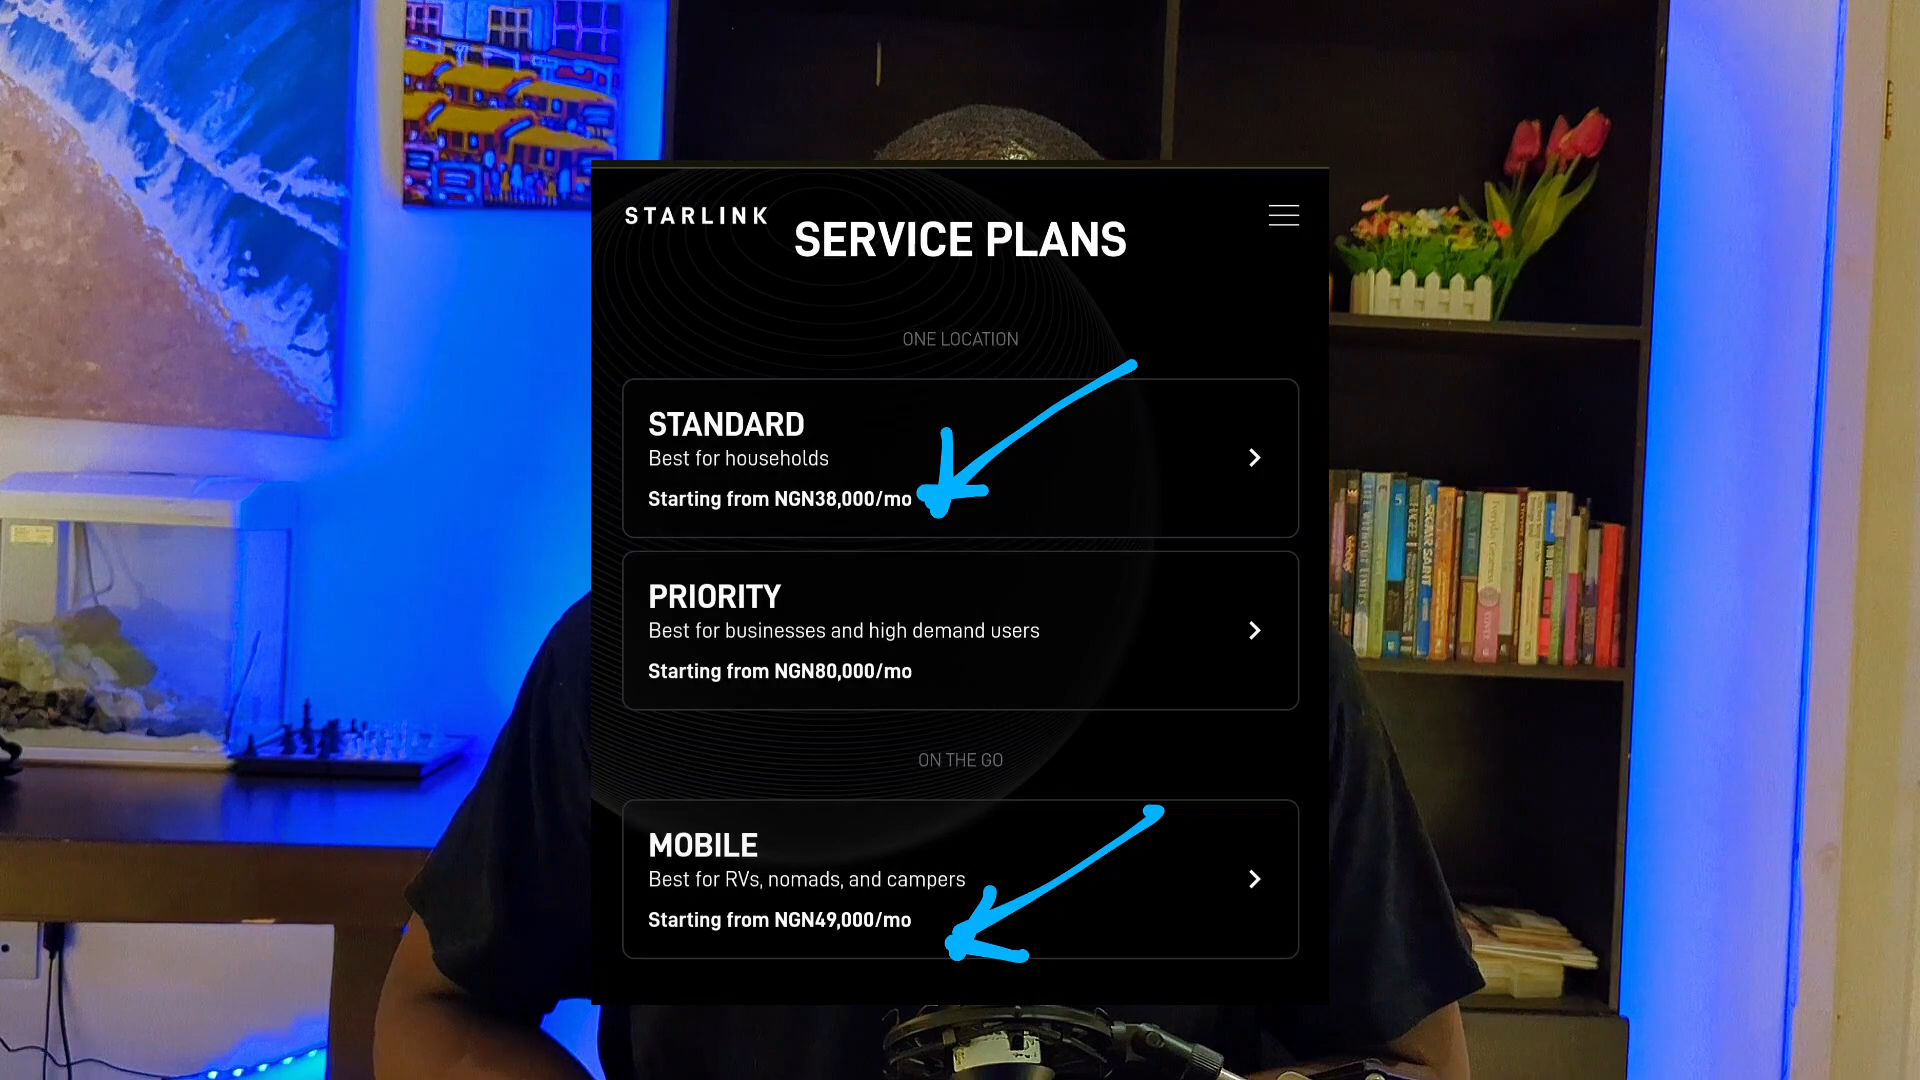 STARLINK
SERVICE PLANS
ONE LOCATION
STANDARD
Best for households
Starting from NGN38,000/mo
PRIORITY
Best for businesses and high demand users
Starting from NGN80,000/mo
ON THE GO
MOBILE
Best for RVs, nomads, and campers
Starting from NGN49,000/mo